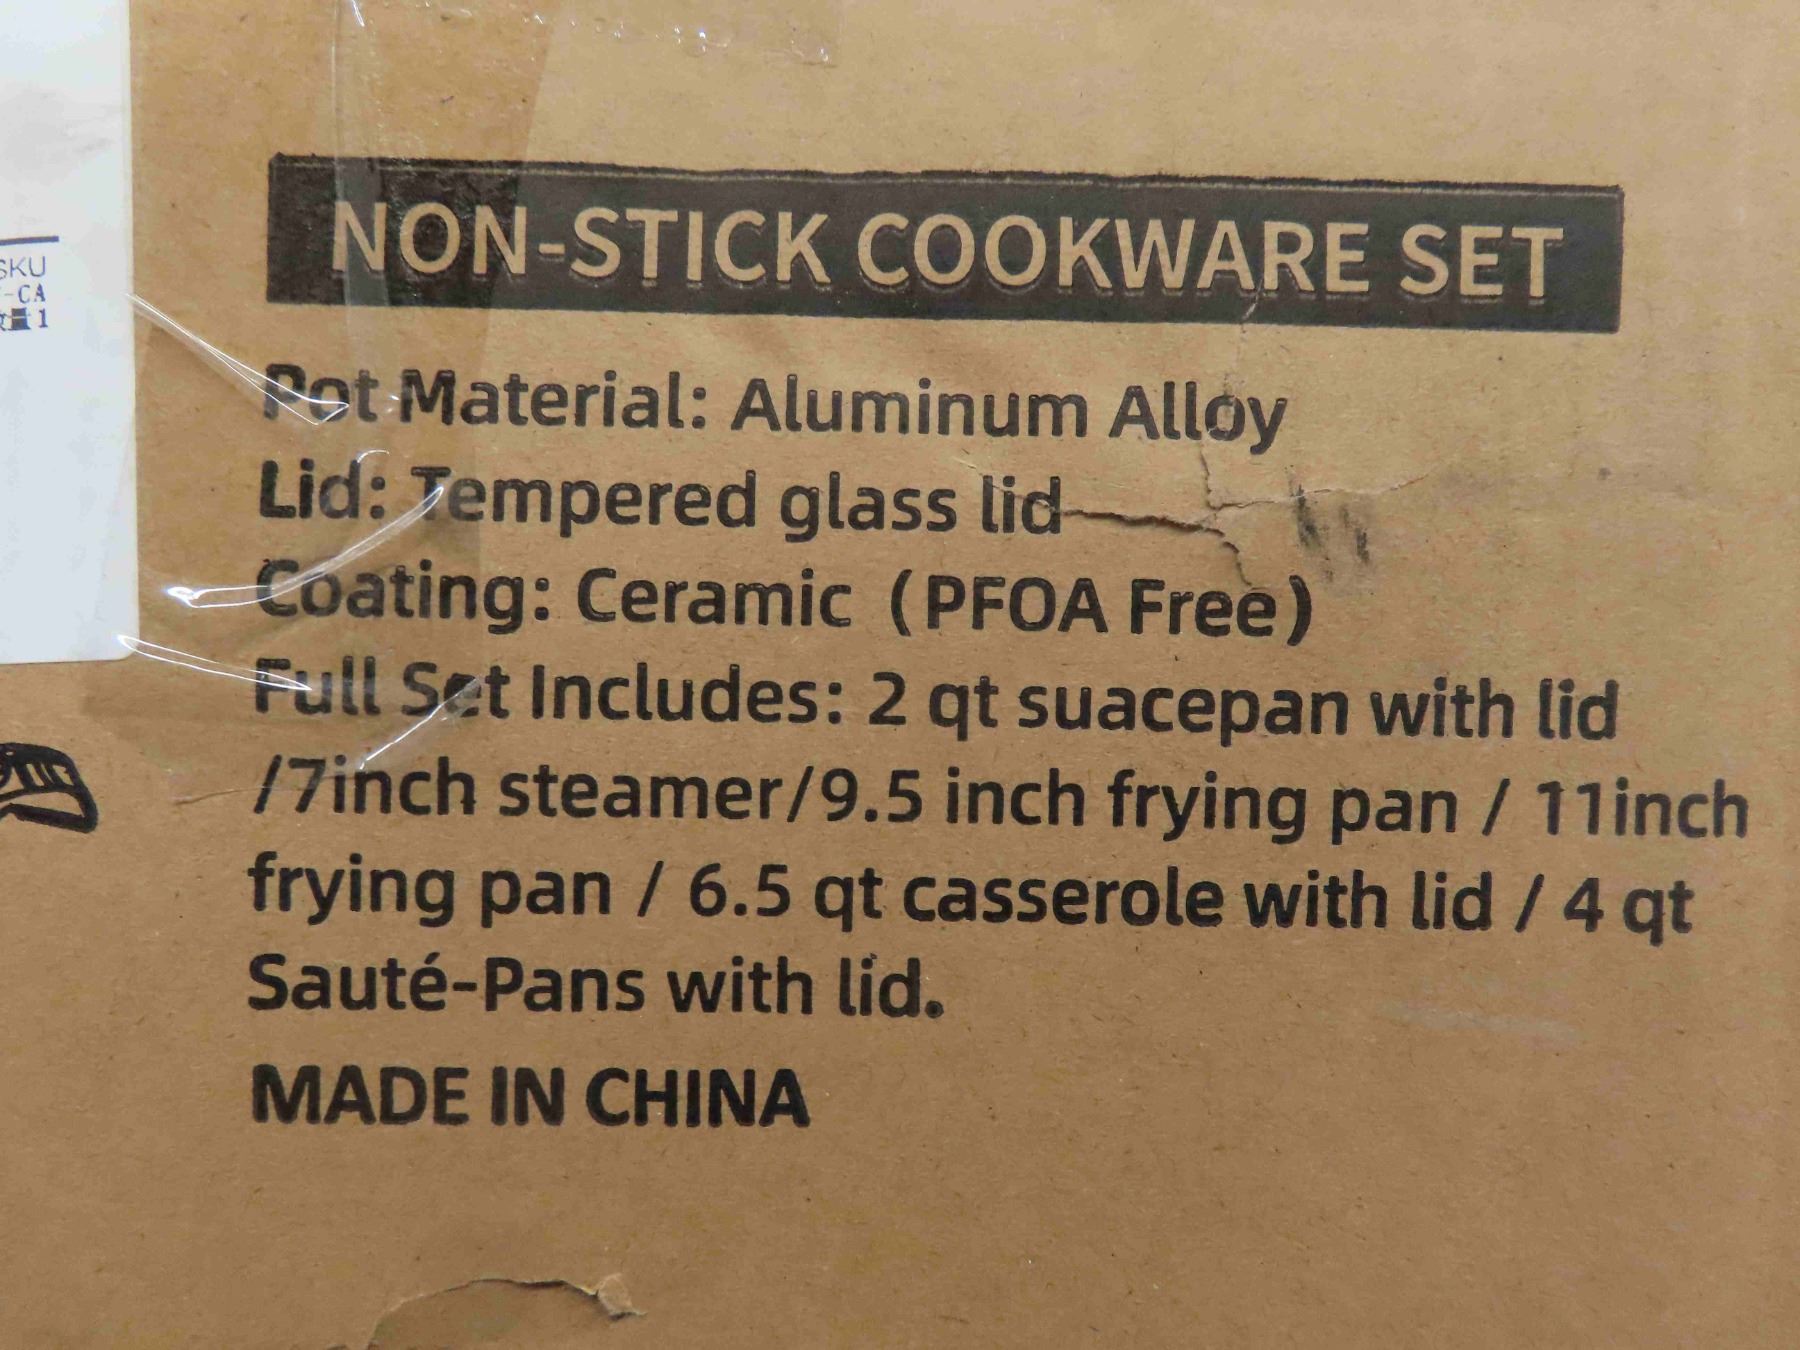 NON-STICK COOKWARE SET
Pot Material: Aluminum Alloy
Lid: Tempered glass lid
Coating: Ceramic (PFOA Free)
Full Set Includes: 2 qt suacepan with lid
/7inch steamer/9.5 inch frying pan / 11inch
frying pan / 6.5 qt casserole with lid / 4 qt
Sauté-Pans with lid.
MADE IN CHINA
SKU
-CA
1